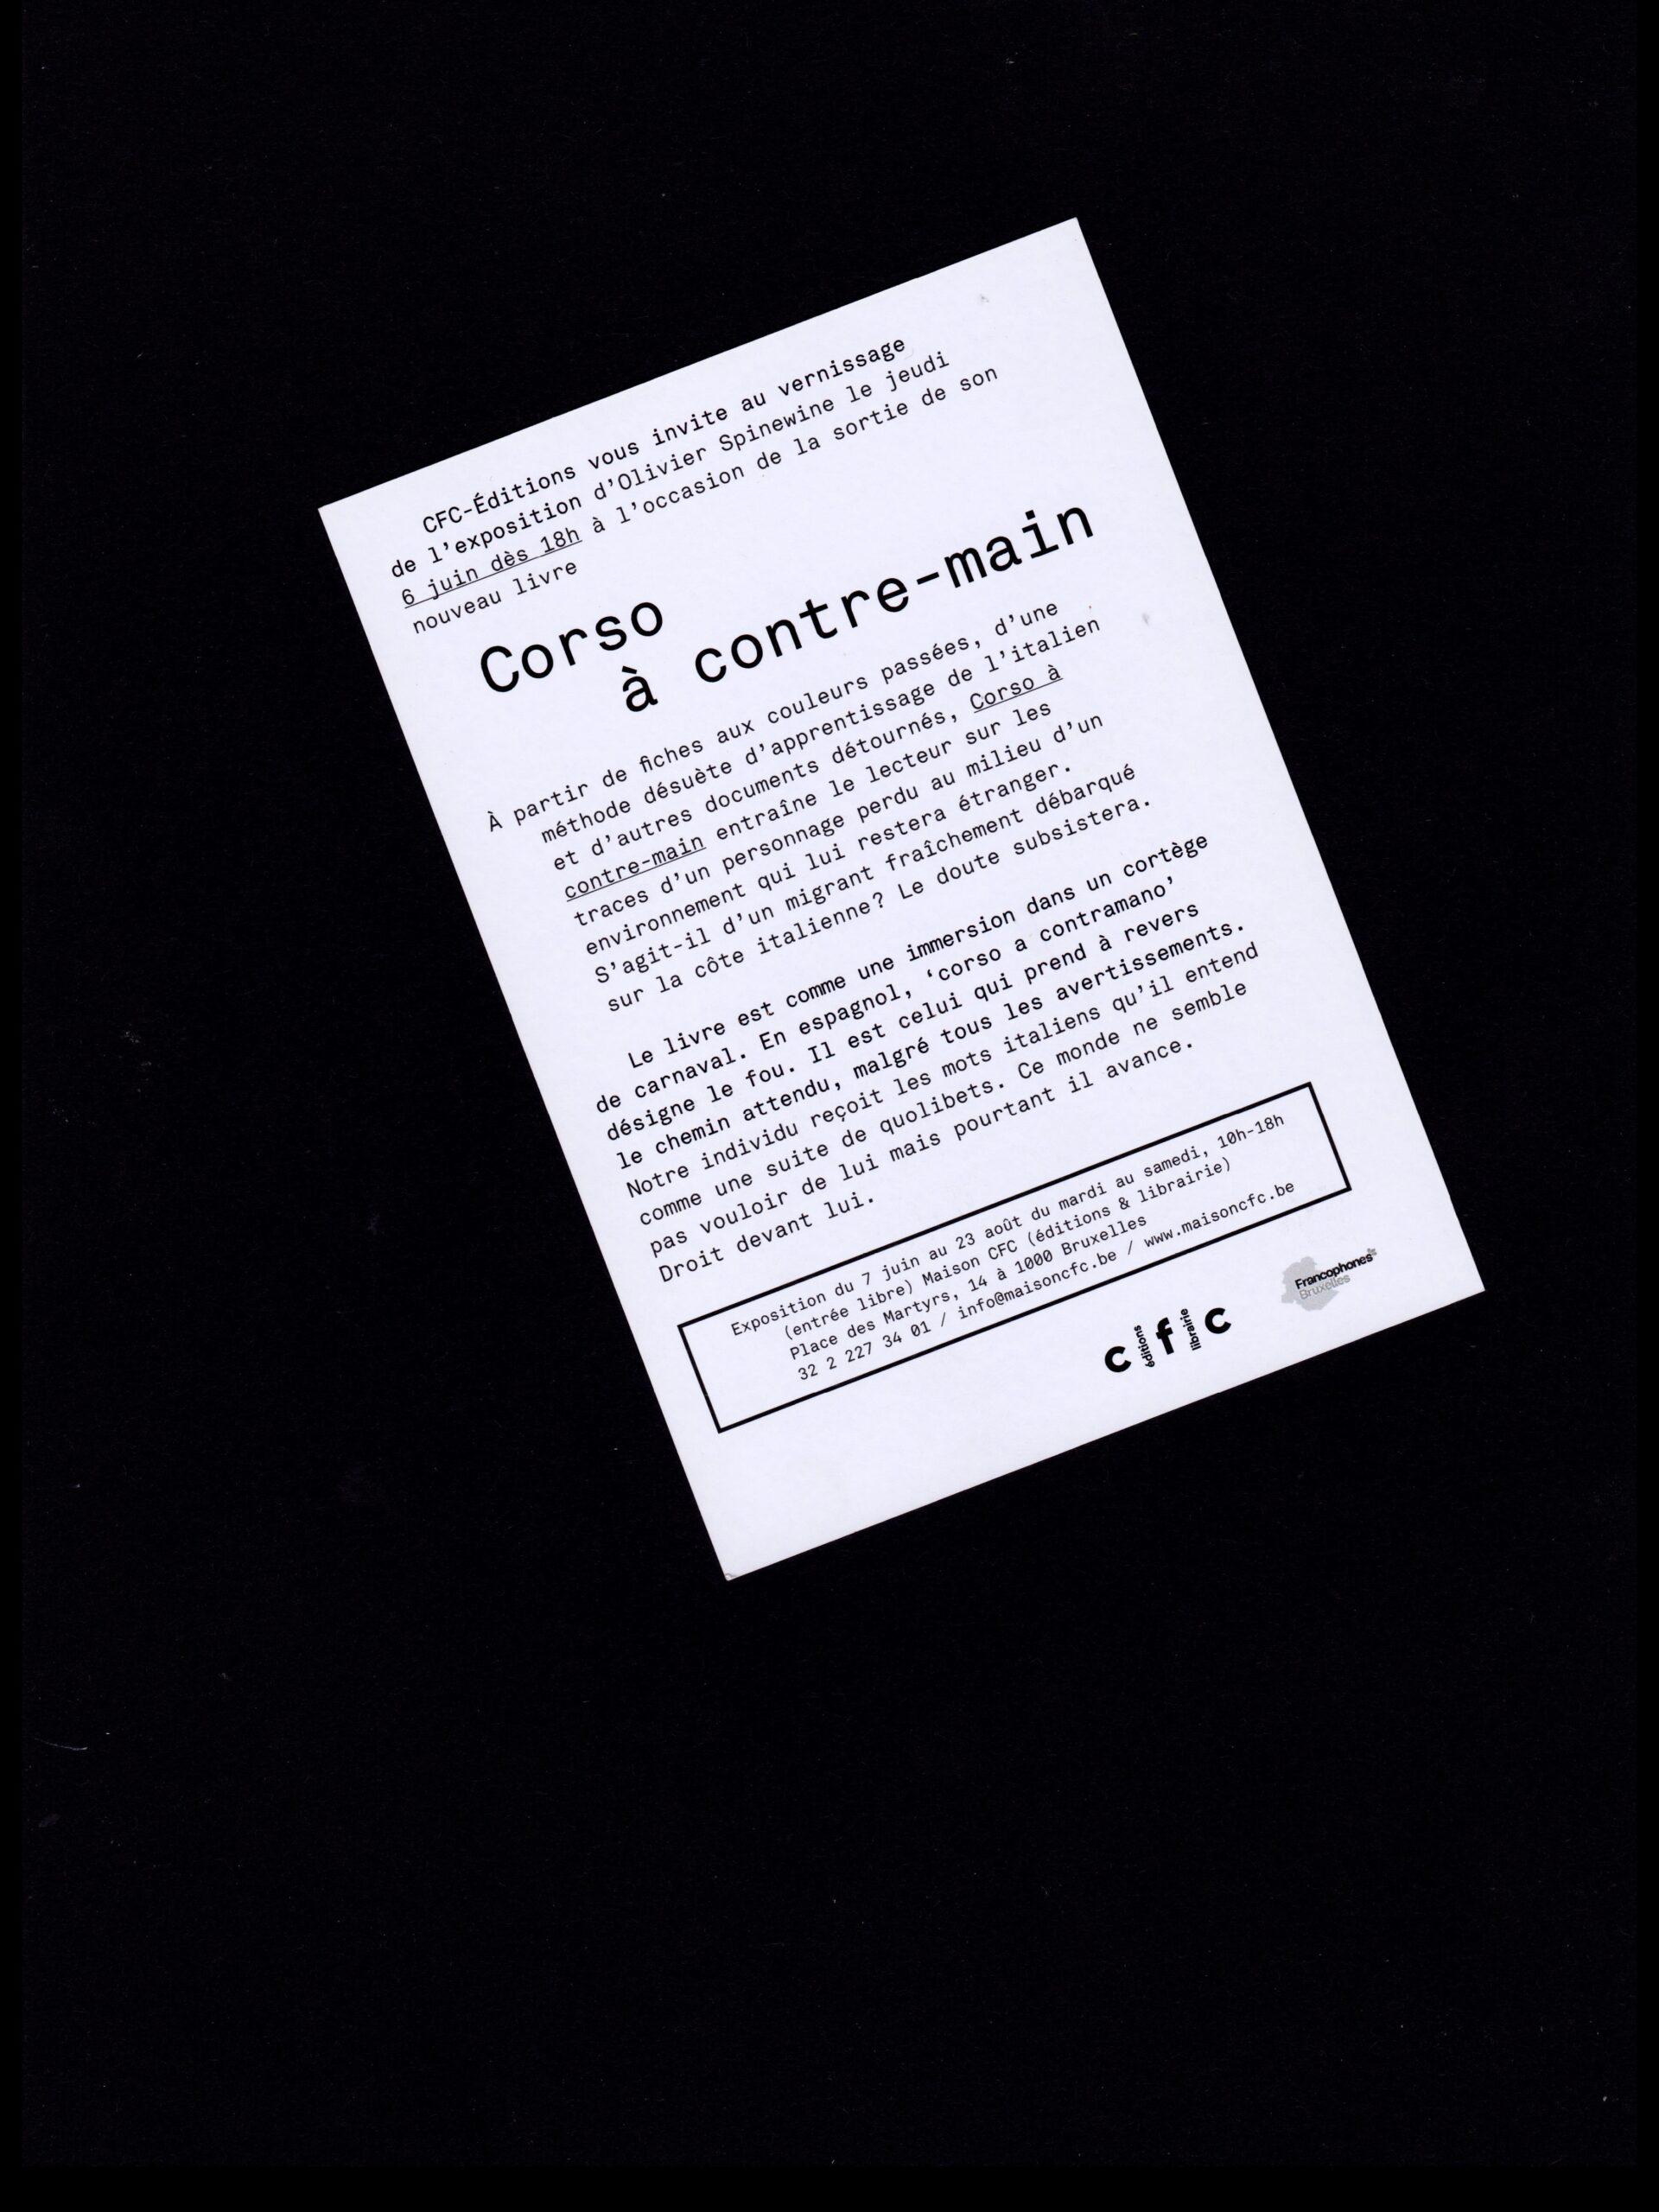 CFC-Éditions vous invite au vernissage
de l’exposition d’Olivier Spinewine le jeudi
6 juin dès 18h à l’occasion de la sortie de son
nouveau livre
Corso
à contre-main
À partir de fiches aux couleurs passées, d’une
méthode désuète d’apprentissage de l’italien
et d’autres documents détournés, Corso à
contre-main entraîne le lecteur sur les
traces d’un personnage perdu au milieu d’un
environnement qui lui restera étranger.
S’agit-il d’un migrant fraîchement débarqué
sur la côte italienne? Le doute subsistera.
Le livre est comme une immersion dans un cortège
de carnaval. En espagnol, ‘corso a contramano’
désigne le fou. Il est celui qui prend à revers
le chemin attendu, malgré tous les avertissements.
Notre individu reçoit les mots italiens qu’il entend
comme une suite de quolibets. Ce monde ne semble
pas vouloir de lui mais pourtant il avance.
Droit devant lui.
Exposition du 7 juin au 23 août du mardi au samedi, 10h-18h
(entrée libre) Maison CFC (éditions & librairie)
Place des Martyrs, 14 à 1000 Bruxelles
32 2 227 34 01 / info@maisoncfc.be / www.maisoncfc.be
c éditions f librairie c
Francophones
Bruxelles